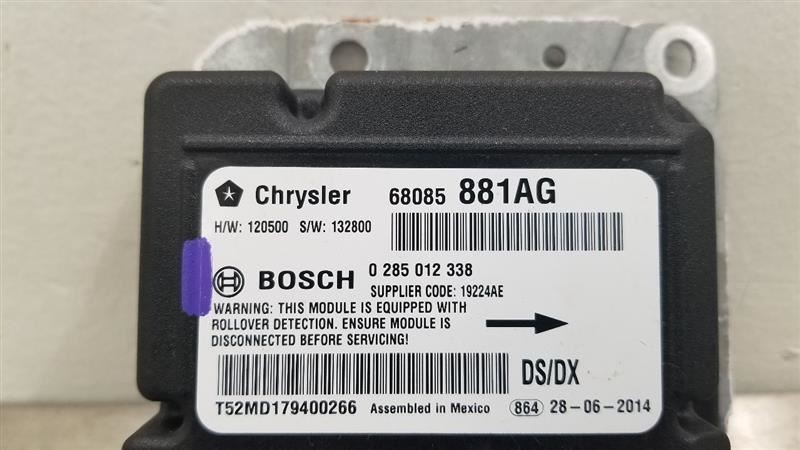 Chrysler 68085 881AG
H/W: 120500 S/W: 132800
BOSCH 0 285 012 338
SUPPLIER CODE: 19224AE
WARNING: THIS MODULE IS EQUIPPED WITH
ROLLOVER DETECTION. ENSURE MODULE IS
DISCONNECTED BEFORE SERVICING!
DS/DX
T52MD179400266 Assembled in Mexico 864 28-06-2014